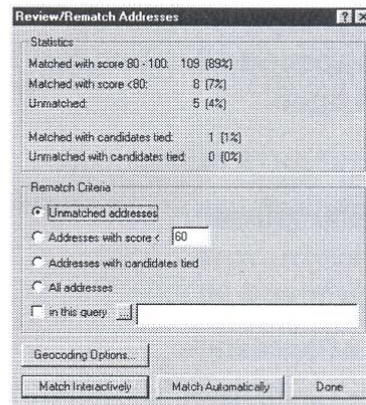 Review/Rematch Addresses
Statistics
Matched with score 80 - 100: 109 (89%)
Matched with score <80: 8 (7%)
Unmatched: 5 (4%)
Matched with candidates tied: 1 (1%)
Unmatched with candidates tied: 0 (0%)
Rematch Criteria
Unmatched addresses
Addresses with score < 60
Addresses with candidates tied
All addresses
in this query ...
Geocoding Options...
Match Interactively Match Automatically Done